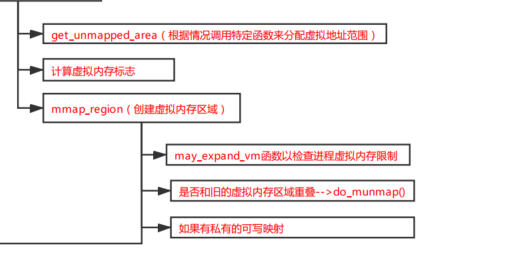 get_unmapped_area（根据情况调用特定函数来分配虚拟地址范围）
计算虚拟内存标志
mmap_region（创建虚拟内存区域）
may_expand_vm函数以检查进程虚拟内存限制
是否和旧的虚拟内存区域重叠-->do_munmap()
如果有私有的可写映射